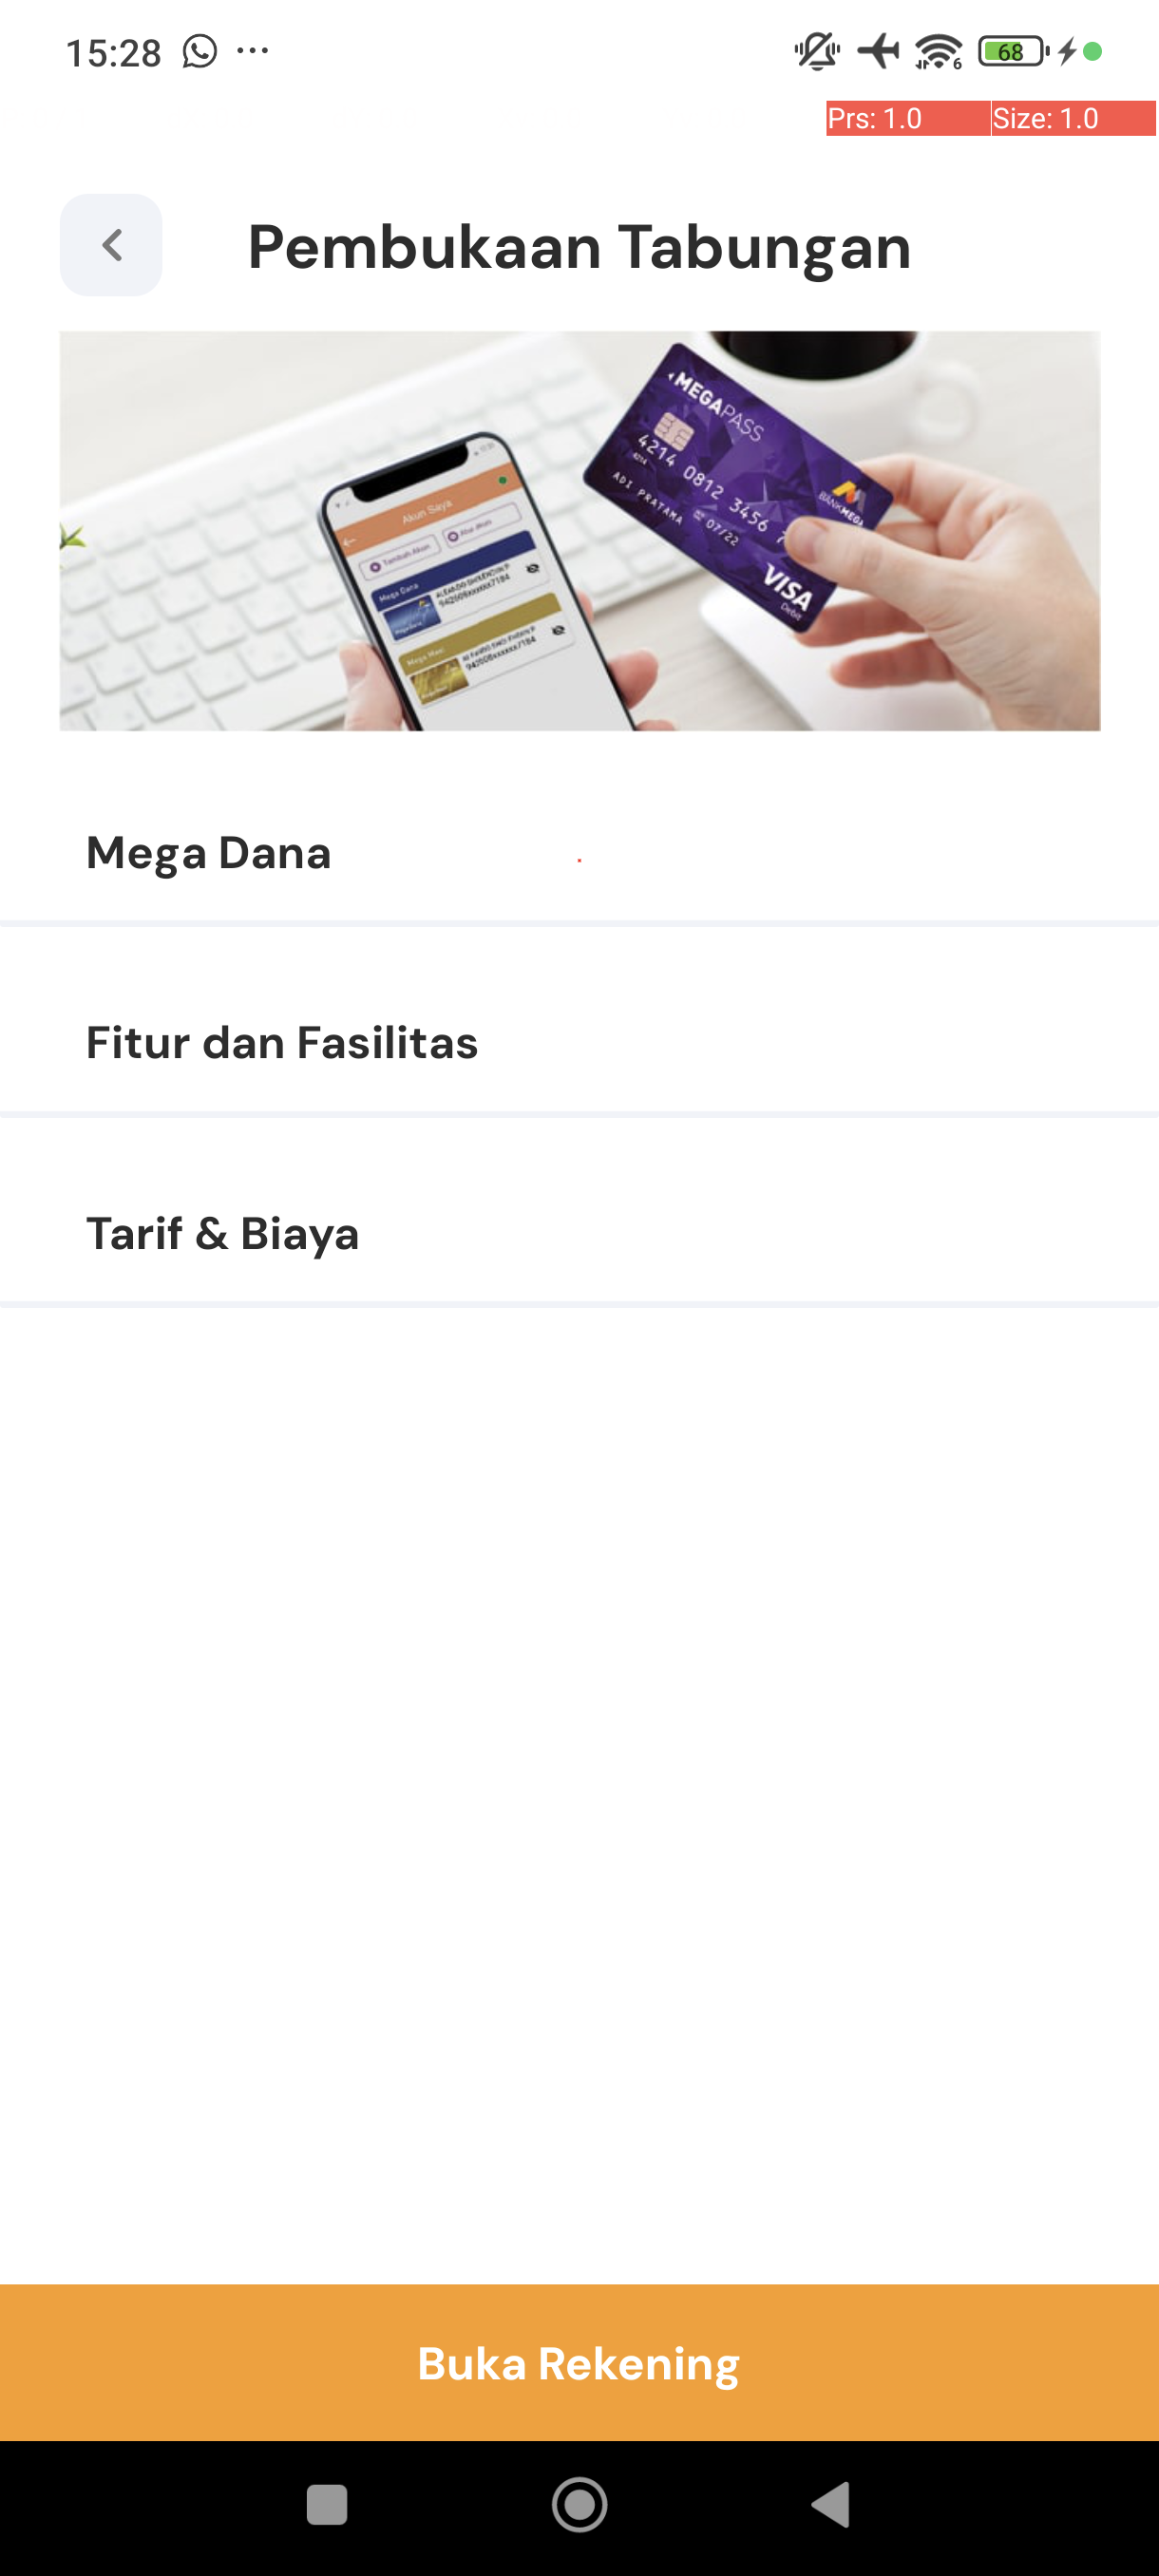 15:28
68
Prs: 1.0 Size: 1.0
Pembukaan Tabungan
MEGAPASS
4214 0812 3456 7
4214
07/22
ADI PRATAMA
BANK MEGA
VISA
Debit
Akun Saya
Tambah Akun
Mega Dana
Mega Maxi
Mega Dana
Fitur dan Fasilitas
Tarif & Biaya
Buka Rekening